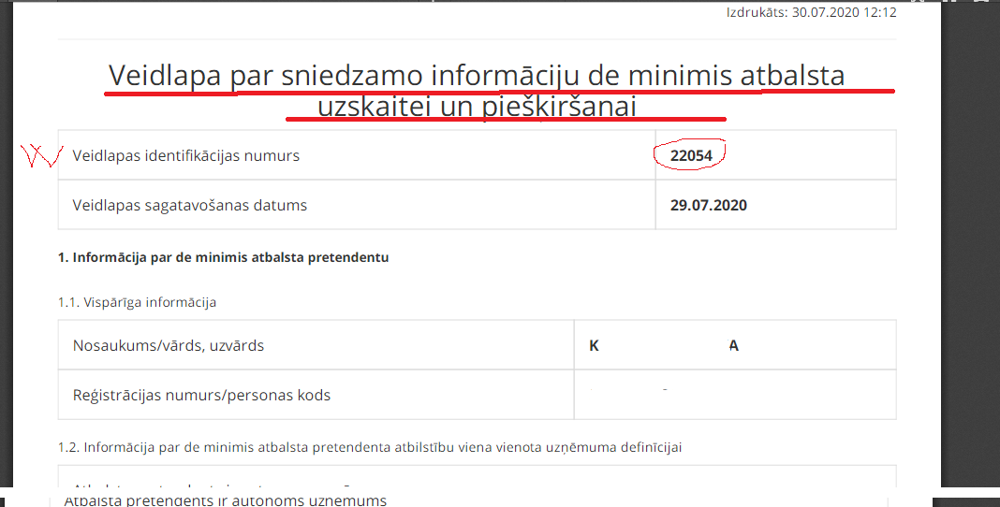 Izdrukāts: 30.07.2020 12:12
Veidlapa par sniedzamo informāciju de minimis atbalsta
uzskaitei un piešķiršanai
Veidlapas identifikācijas numurs 22054
Veidlapas sagatavošanas datums 29.07.2020
1. Informācija par de minimis atbalsta pretendentu
1.1. Vispārīga informācija
Nosaukums/vārds, uzvārds K A
Reģistrācijas numurs/personas kods
1.2. Informācija par de minimis atbalsta pretendenta atbilstību viena vienota uzņēmuma definīcijai
Atbalsta pretendents ir autonoms uzņēmums